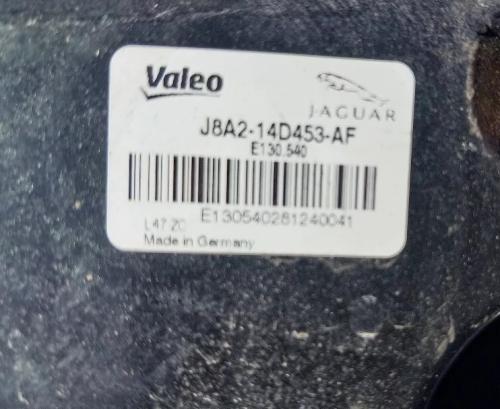 Valeo
JAGUAR
J8A2-14D453-AF
E130.540
E130540281240041
L47 ZC
Made in Germany